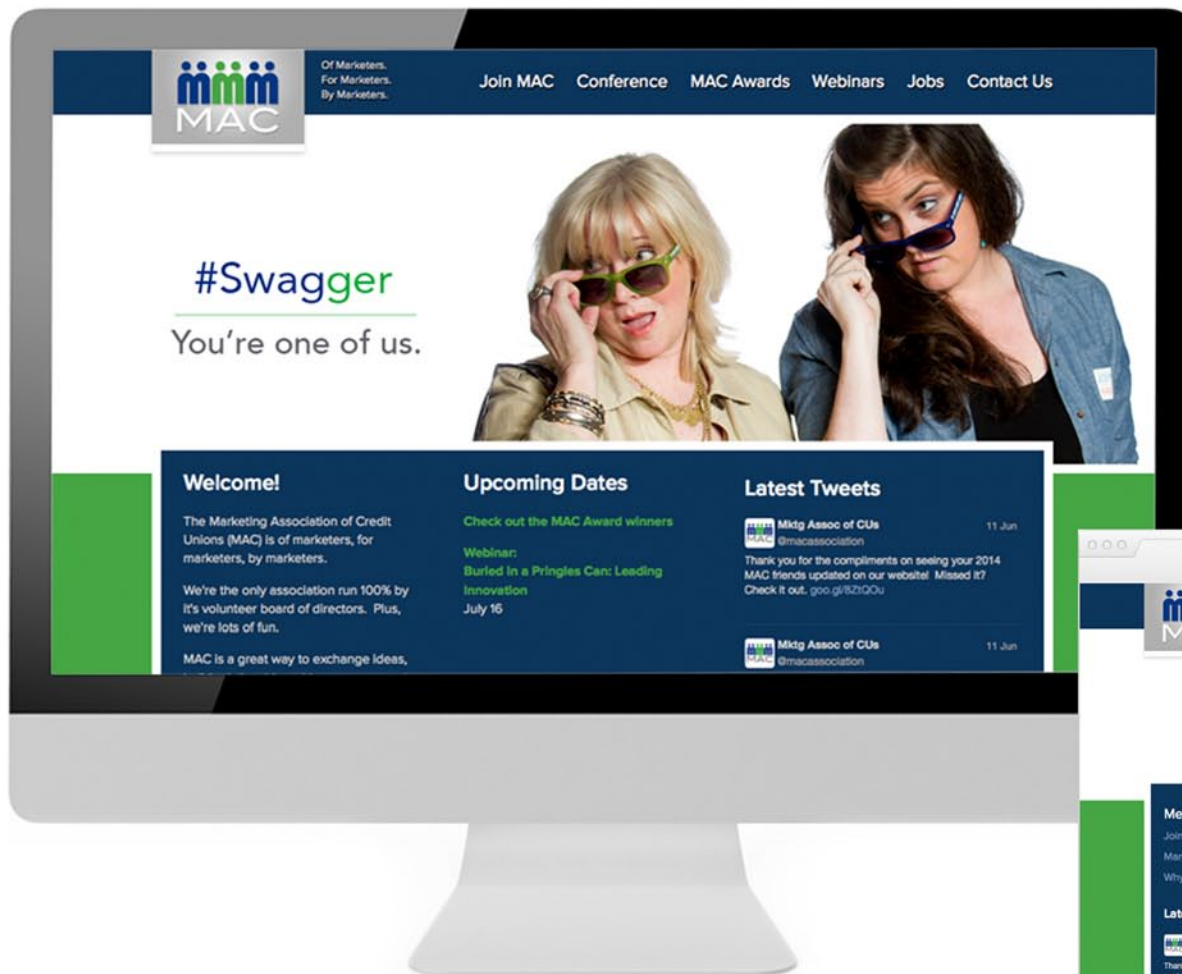 MAC
Of Marketers.
For Marketers.
By Marketers.
Join MAC
Conference
MAC Awards
Webinars
Jobs
Contact Us
#Swagger
You're one of us.
Welcome!
The Marketing Association of Credit
Unions (MAC) is of marketers, for
marketers, by marketers.
We're the only association run 100% by
it's volunteer board of directors. Plus,
we're lots of fun.
MAC is a great way to exchange ideas,
Upcoming Dates
Check out the MAC Award winners
Webinar:
Buried in a Pringles Can: Leading
Innovation
July 16
Latest Tweets
MAC
Mktg Assoc of CUs
11 Jun
@macassociation
Thank you for the compliments on seeing your 2014
MAC friends updated on our website! Missed it?
Check it out. goo.gl/8ZtQOu
MAC
Mktg Assoc of CUs
11 Jun
@macassociation